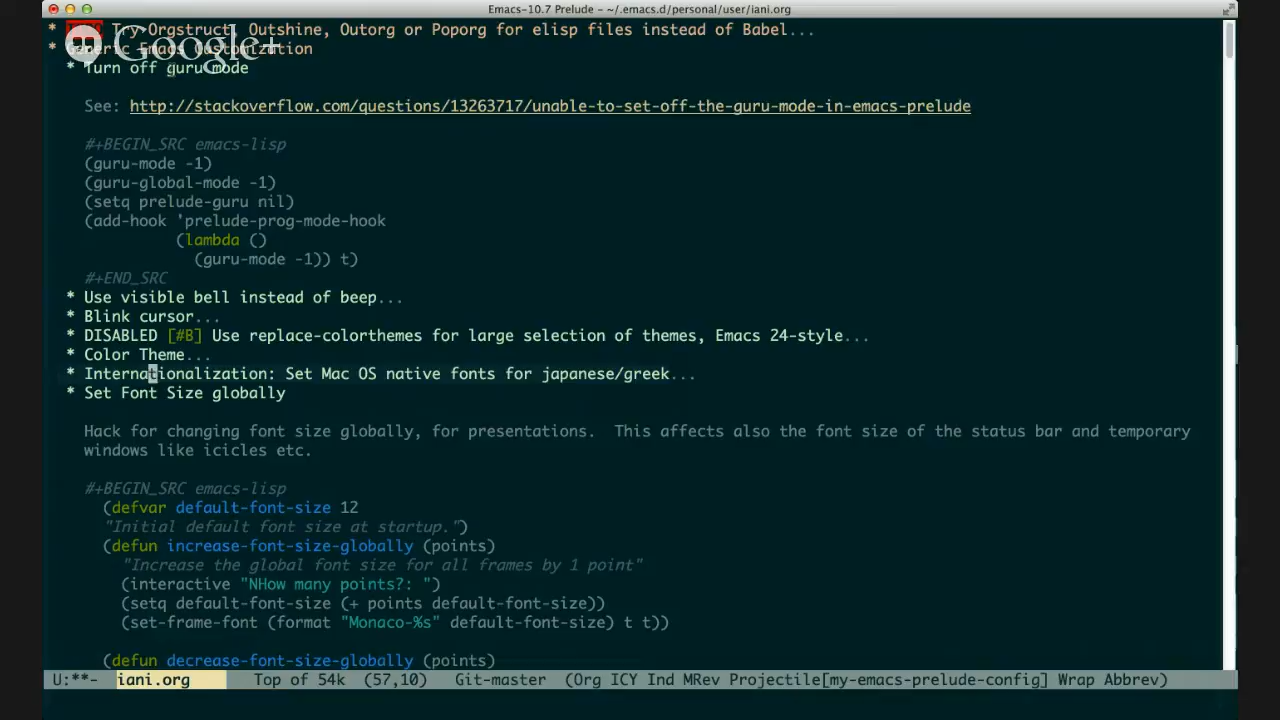 Emacs-10.7 Prelude - ~/.emacs.d/personal/user/iani.org
* Try Orgstruct, Outshine, Outorg or Poporg for elisp files instead of Babel...
Google+
* Generic Emacs Customization
* Turn off guru mode
See: http://stackoverflow.com/questions/13263717/unable-to-set-off-the-guru-mode-in-emacs-prelude
#+BEGIN_SRC emacs-lisp
(guru-mode -1)
(guru-global-mode -1)
(setq prelude-guru nil)
(add-hook 'prelude-prog-mode-hook
(lambda ()
(guru-mode -1)) t)
#+END_SRC
* Use visible bell instead of beep...
* Blink cursor...
* DISABLED [#B] Use replace-colorthemes for large selection of themes, Emacs 24-style...
* Color Theme...
* Internationalization: Set Mac OS native fonts for japanese/greek...
* Set Font Size globally
Hack for changing font size globally, for presentations.  This affects also the font size of the status bar and temporary
windows like icicles etc.
#+BEGIN_SRC emacs-lisp
(defvar default-font-size 12
"Initial default font size at startup.")
(defun increase-font-size-globally (points)
"Increase the global font size for all frames by 1 point"
(interactive "NHow many points?: ")
(setq default-font-size (+ points default-font-size))
(set-frame-font (format "Monaco-%s" default-font-size) t t))
(defun decrease-font-size-globally (points)
U:**-  iani.org  Top of 54k  (57,10)  Git-master  (Org ICY Ind MRev Projectile[my-emacs-prelude-config] Wrap Abbrev)